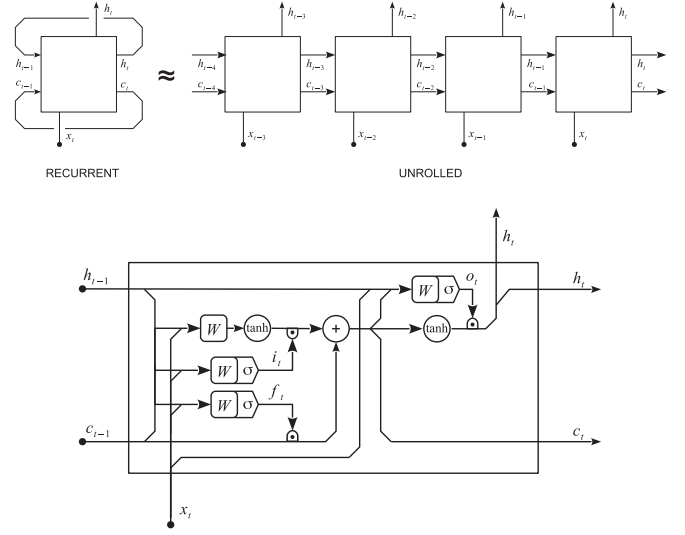 h_t
h_{t-1} h_t
c_{t-1} c_t
x_t
≈
h_{t-3} h_{t-2} h_{t-1} h_t
h_{t-4} h_{t-3} h_{t-2} h_{t-1} h_t
c_{t-4} c_{t-3} c_{t-2} c_{t-1} c_t
x_{t-3} x_{t-2} x_{t-1} x_t
RECURRENT UNROLLED
h_t
h_{t-1} W σ o_t h_t
W tanh + tanh
W σ i_t
W σ f_t
c_{t-1} c_t
x_t